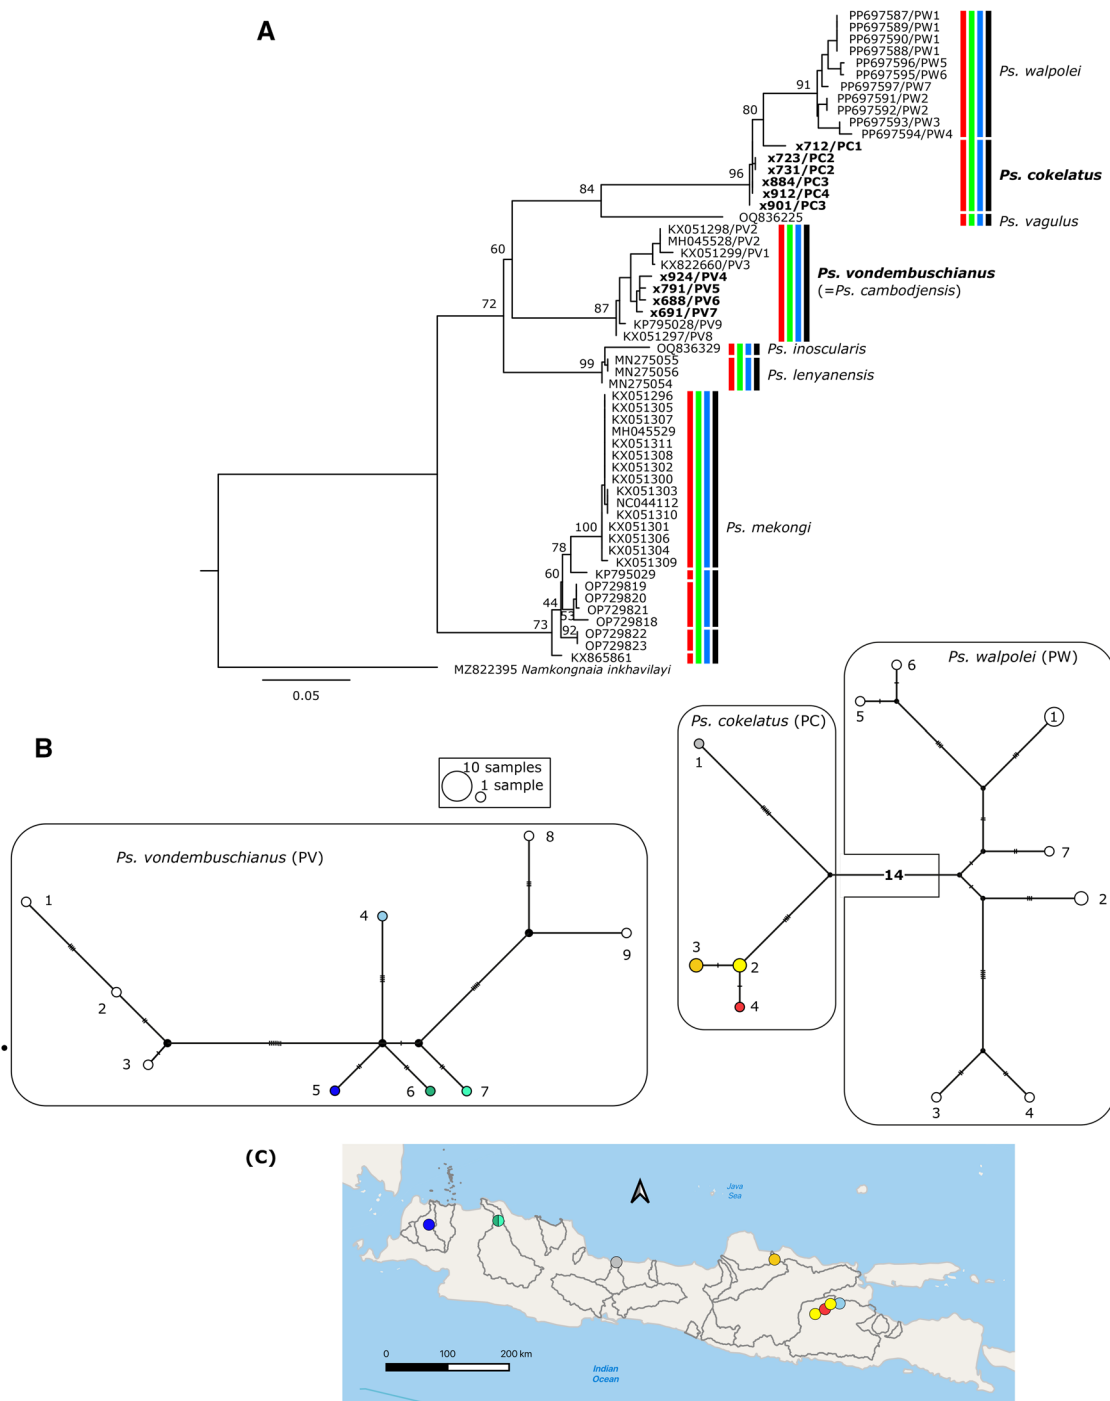 A
PP697587/PW1
PP697589/PW1
PP697590/PW1
PP697588/PW1
PP697596/PW5
PP697595/PW6
PP697597/PW7
PP697591/PW2
PP697592/PW2
PP697593/PW3
PP697594/PW4
Ps. walpolei
91
80
x712/PC1
x723/PC2
x731/PC2
x884/PC3
x912/PC4
x901/PC3
Ps. cokelatus
96
84
OQ836225
Ps. vagulus
60
KX051298/PV2
MH045528/PV2
KX051299/PV1
KX822660/PV3
x924/PV4
x791/PV5
x688/PV6
x691/PV7
KP795028/PV9
KX051297/PV8
Ps. vondembuschianus
(=Ps. cambodjensis)
87
72
OQ836329
Ps. inoscularis
MN275055
MN275056
MN275054
Ps. lenyanensis
99
KX051296
KX051305
KX051307
MH045529
KX051311
KX051308
KX051302
KX051300
KX051303
NC044112
KX051310
KX051301
KX051306
KX051304
KX051309
KP795029
OP729819
OP729820
OP729821
OP729818
OP729822
OP729823
KX865861
Ps. mekongi
100
78
60
44
53
92
73
MZ822395 Namkongnaia inkhavilayi
0.05
B
10 samples
1 sample
Ps. vondembuschianus (PV)
1
2
3
4
5
6
7
8
9
Ps. cokelatus (PC)
1
3
2
4
14
Ps. walpolei (PW)
6
5
1
7
2
3
4
(C)
Java
Sea
0 100 200 km
Indian
Ocean